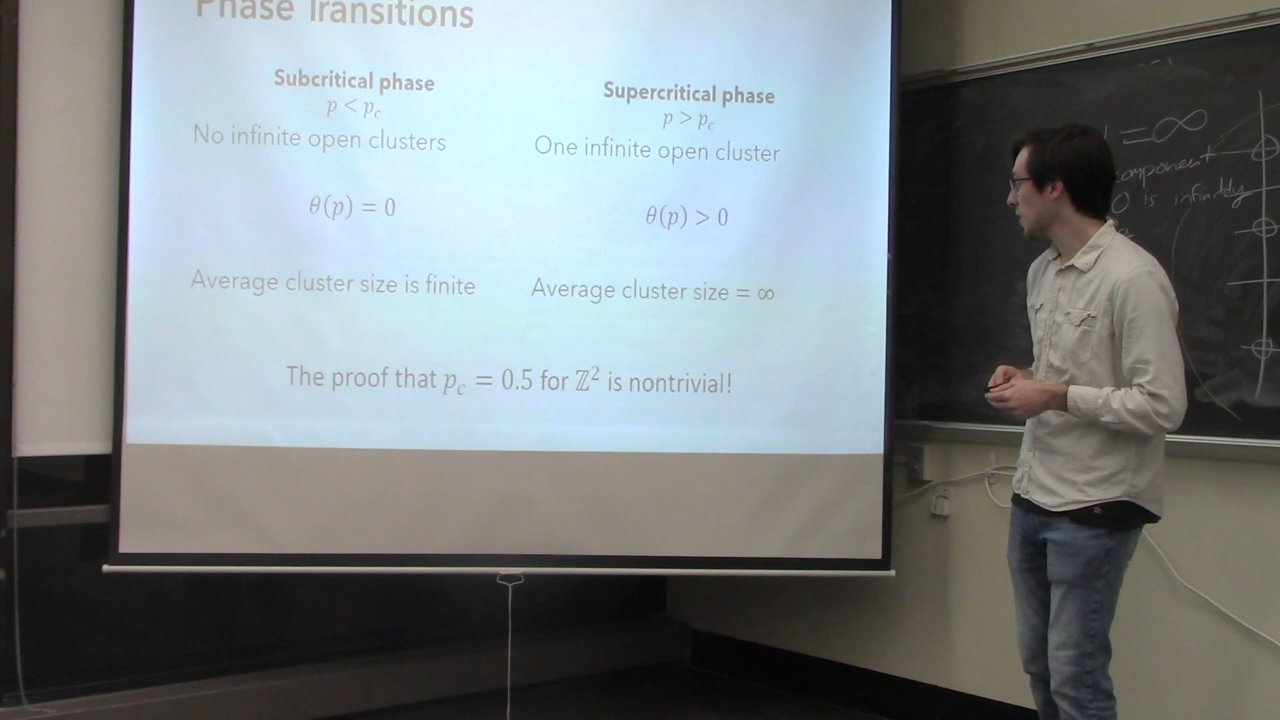 Phase Transitions
Subcritical phase
p < p_c
No infinite open clusters
θ(p) = 0
Average cluster size is finite
Supercritical phase
p > p_c
One infinite open cluster
θ(p) > 0
Average cluster size = ∞
The proof that p_c = 0.5 for ℤ² is nontrivial!
= ∞
component
0 is infinitely